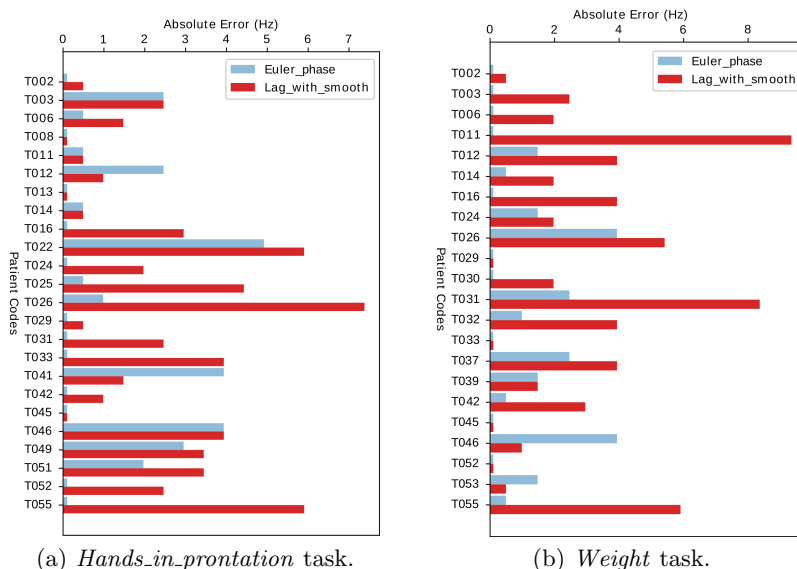 Absolute Error (Hz)
0 1 2 3 4 5 6 7
Euler_phase
Lag_with_smooth
Patient Codes
T002
T003
T006
T008
T011
T012
T013
T014
T016
T022
T024
T025
T026
T029
T031
T033
T041
T042
T045
T046
T049
T051
T052
T055
(a) Hands_in_prontation task.
Absolute Error (Hz)
0 2 4 6 8
Euler_phase
Lag_with_smooth
Patient Codes
T002
T003
T006
T011
T012
T014
T016
T024
T026
T029
T030
T031
T032
T033
T037
T039
T042
T045
T046
T052
T053
T055
(b) Weight task.